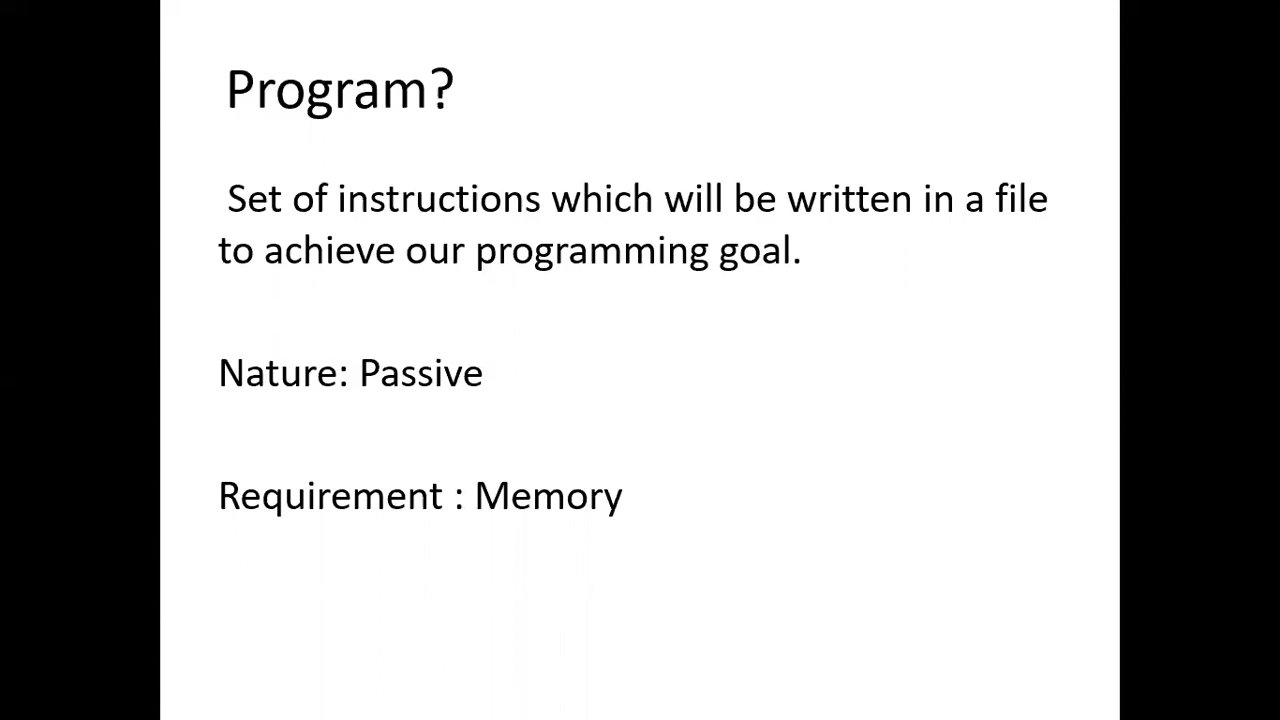 Program?
Set of instructions which will be written in a file
to achieve our programming goal.
Nature: Passive
Requirement : Memory